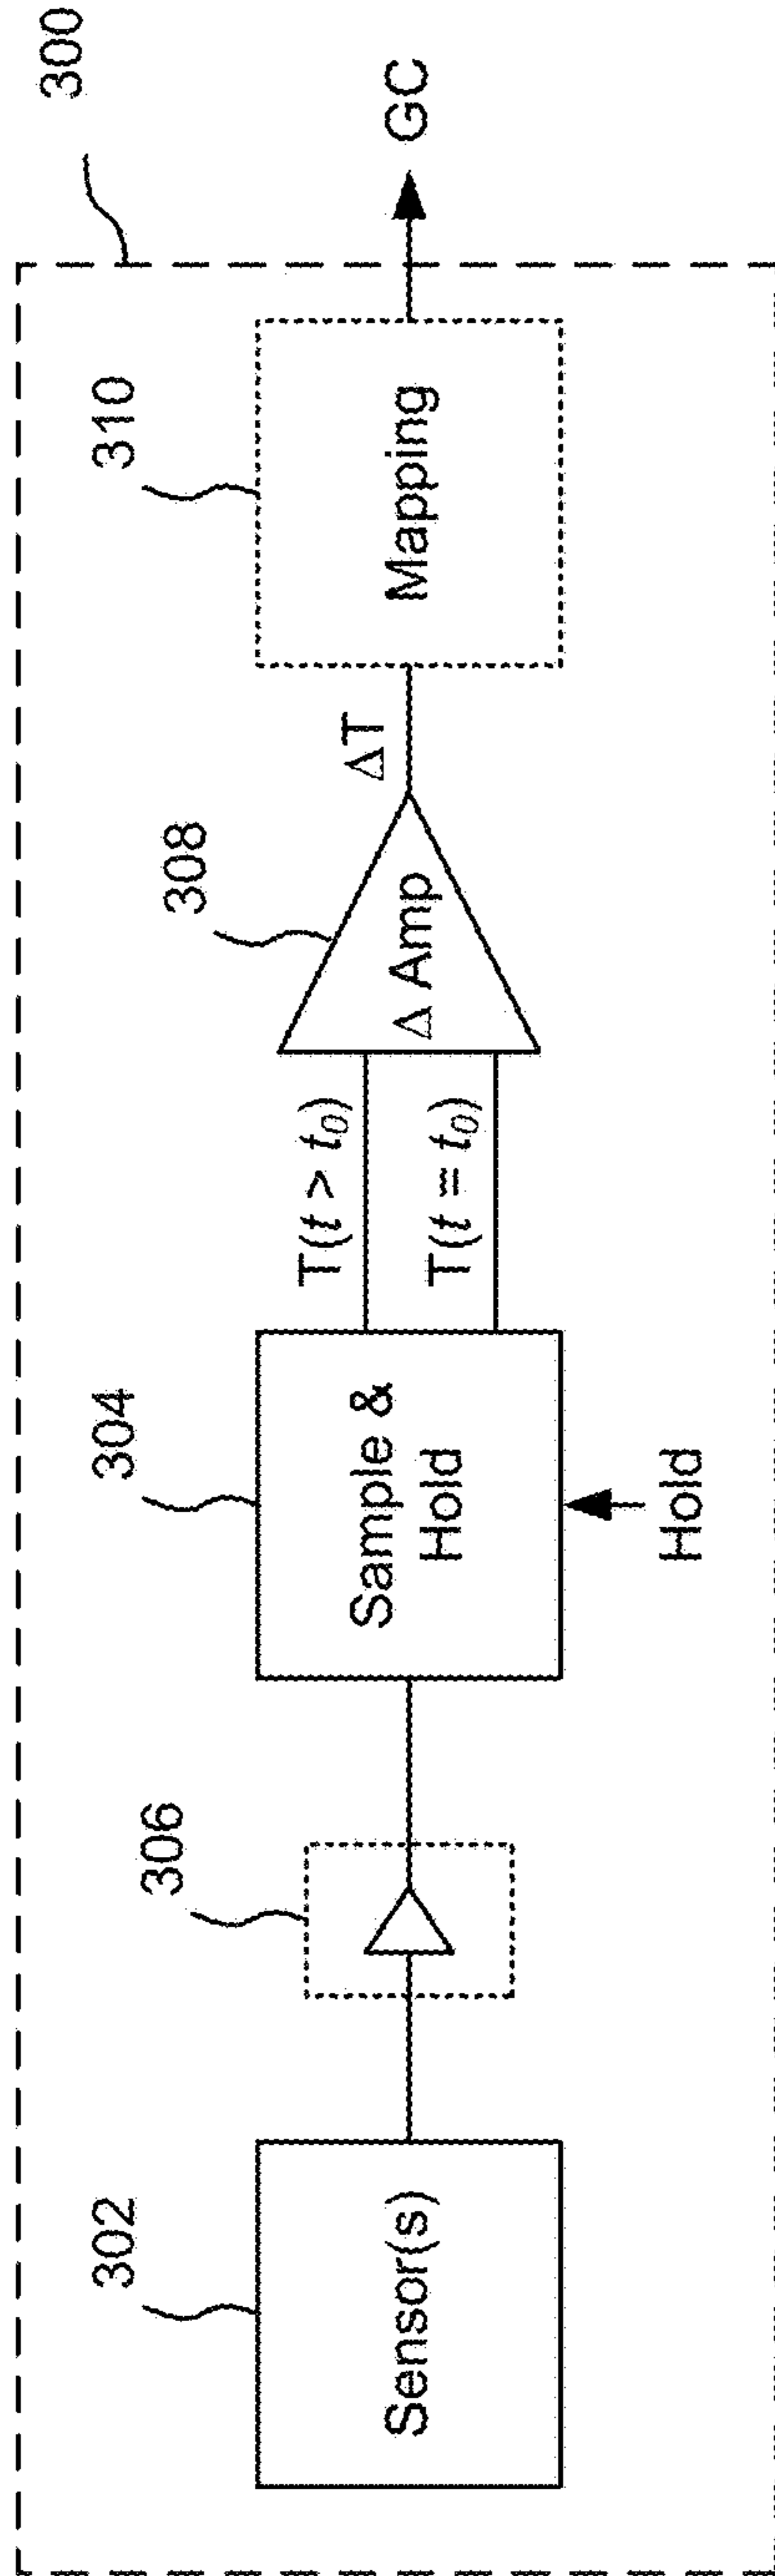 300
302
Sensor(s)
306
304
Sample &
Hold
Hold
T(t > t₀)
T(t = t₀)
308
Δ Amp
ΔT
310
Mapping
GC